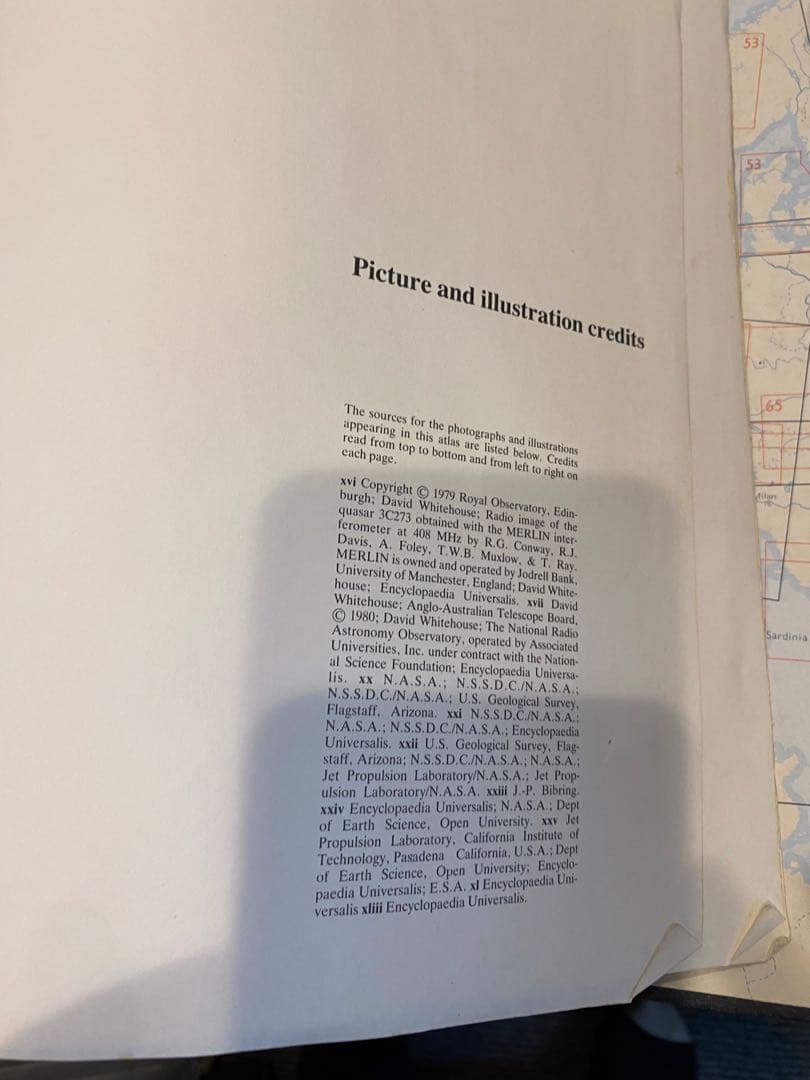 Picture and illustration credits
The sources for the photographs and illustrations
appearing in this atlas are listed below. Credits
read from top to bottom and from left to right on
each page.
xvi Copyright © 1979 Royal Observatory, Edin-
burgh; David Whitehouse; Radio image of the
quasar 3C273 obtained with the MERLIN inter-
ferometer at 408 MHz by R.G. Conway, R.J.
Davis, A. Foley, T.W.B. Muxlow, & T. Ray.
MERLIN is owned and operated by Jodrell Bank,
University of Manchester, England; David White-
house; Encyclopaedia Universalis. xvii David
Whitehouse; Anglo-Australian Telescope Board,
© 1980; David Whitehouse; The National Radio
Astronomy Observatory, operated by Associated
Universities, Inc. under contract with the Nation-
al Science Foundation; Encyclopaedia Universa-
lis. xx N.A.S.A.; N.S.S.D.C./N.A.S.A.;
N.S.S.D.C./N.A.S.A.; U.S. Geological Survey,
Flagstaff, Arizona. xxi N.S.S.D.C./N.A.S.A.;
N.A.S.A.; N.S.S.D.C./N.A.S.A.; Encyclopaedia
Universalis. xxii U.S. Geological Survey, Flag-
staff, Arizona; N.S.S.D.C./N.A.S.A.; N.A.S.A.;
Jet Propulsion Laboratory/N.A.S.A.; Jet Prop-
ulsion Laboratory/N.A.S.A. xxiii J.-P. Bibring.
xxiv Encyclopaedia Universalis; N.A.S.A.; Dept
of Earth Science, Open University. xxv Jet
Propulsion Laboratory, California Institute of
Technology, Pasadena California, U.S.A.; Dept
of Earth Science, Open University; Encyclo-
paedia Universalis; E.S.A. xl Encyclopaedia Uni-
versalis xliii Encyclopaedia Universalis.
53
53
65
Milan
Sardinia